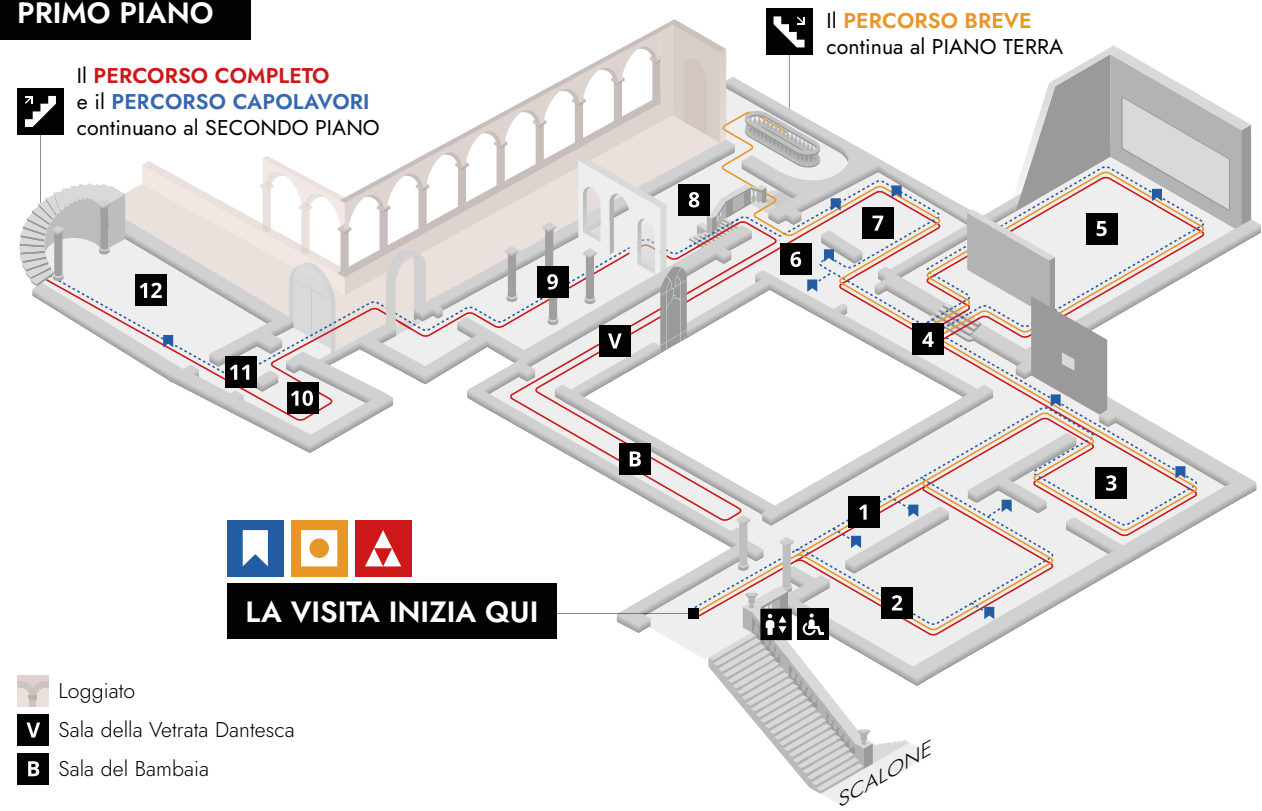 PRIMO PIANO
Il PERCORSO COMPLETO
e il PERCORSO CAPOLAVORI
continuano al SECONDO PIANO
Il PERCORSO BREVE
continua al PIANO TERRA
8
7
5
6
9
12
V
4
11
10
B
3
1
2
LA VISITA INIZIA QUI
Loggiato
V Sala della Vetrata Dantesca
B Sala del Bambaia
SCALONE